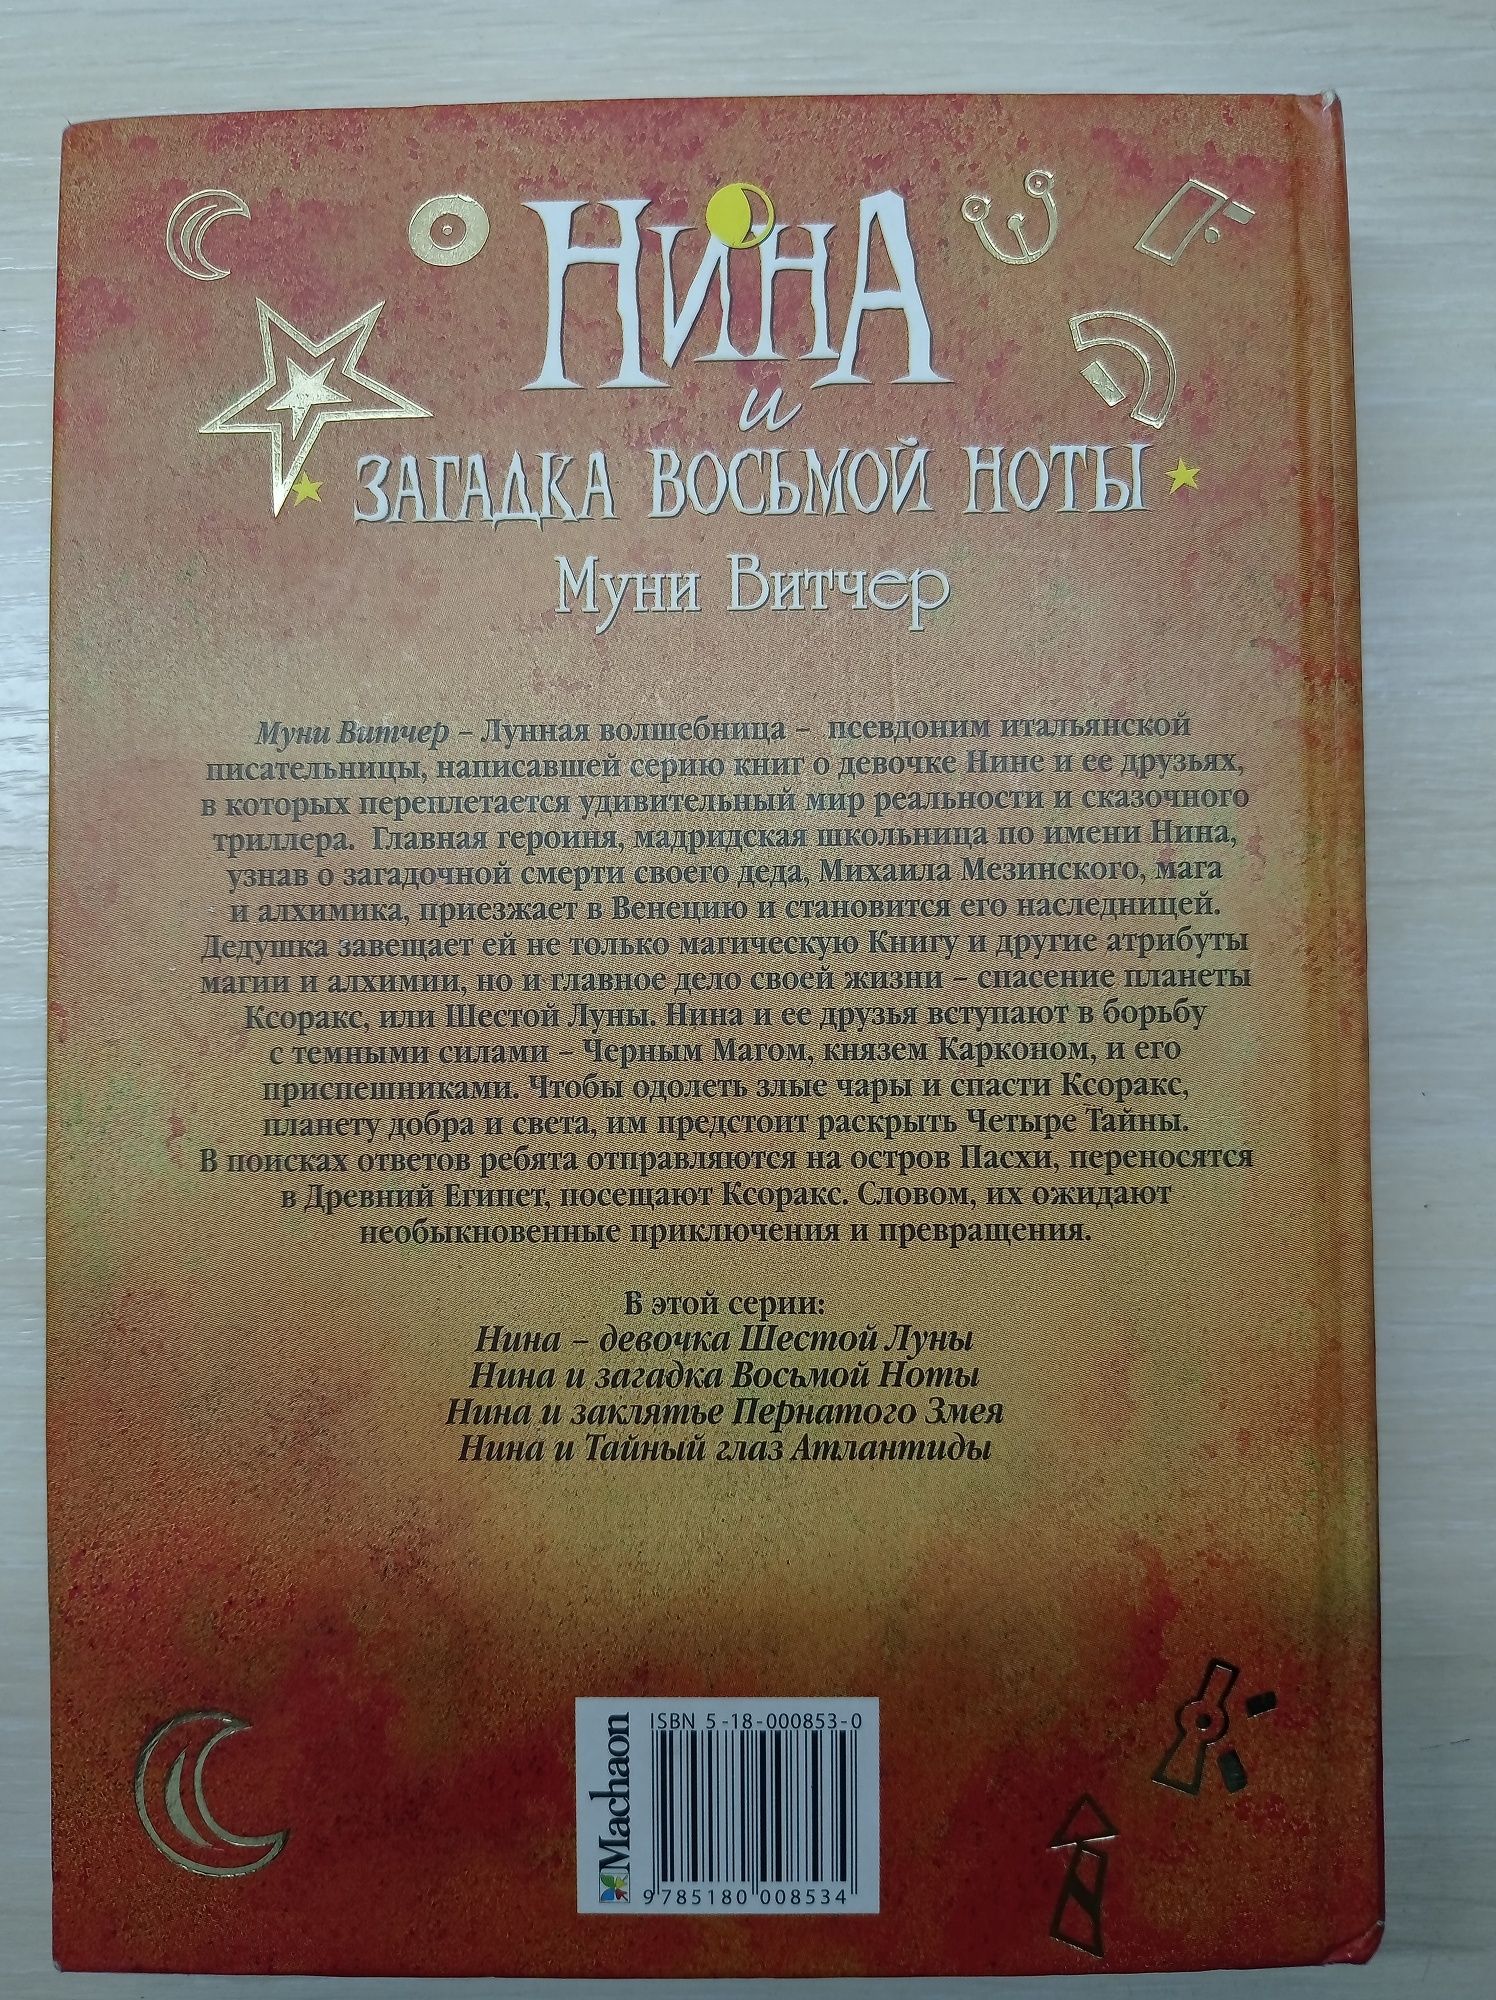 НИНА
и
ЗАГАДКА ВОСЬМОЙ НОТЫ
Муни Витчер
Муни Витчер – Лунная волшебница – псевдоним итальянской
писательницы, написавшей серию книг о девочке Нине и ее друзьях,
в которых переплетается удивительный мир реальности и сказочного
триллера. Главная героиня, мадридская школьница по имени Нина,
узнав о загадочной смерти своего деда, Михаила Мезинского, мага
и алхимика, приезжает в Венецию и становится его наследницей.
Дедушка завещает ей не только магическую Книгу и другие атрибуты
магии и алхимии, но и главное дело своей жизни – спасение планеты
Ксоракс, или Шестой Луны. Нина и ее друзья вступают в борьбу
с темными силами – Черным Магом, князем Карконом, и его
приспешниками. Чтобы одолеть злые чары и спасти Ксоракс,
планету добра и света, им предстоит раскрыть Четыре Тайны.
В поисках ответов ребята отправляются на остров Пасхи, переносятся
в Древний Египет, посещают Ксоракс. Словом, их ожидают
необыкновенные приключения и превращения.
В этой серии:
Нина – девочка Шестой Луны
Нина и загадка Восьмой Ноты
Нина и заклятье Пернатого Змея
Нина и Тайный глаз Атлантиды
Machaon
ISBN 5-18-000853-0
9 785180 008534